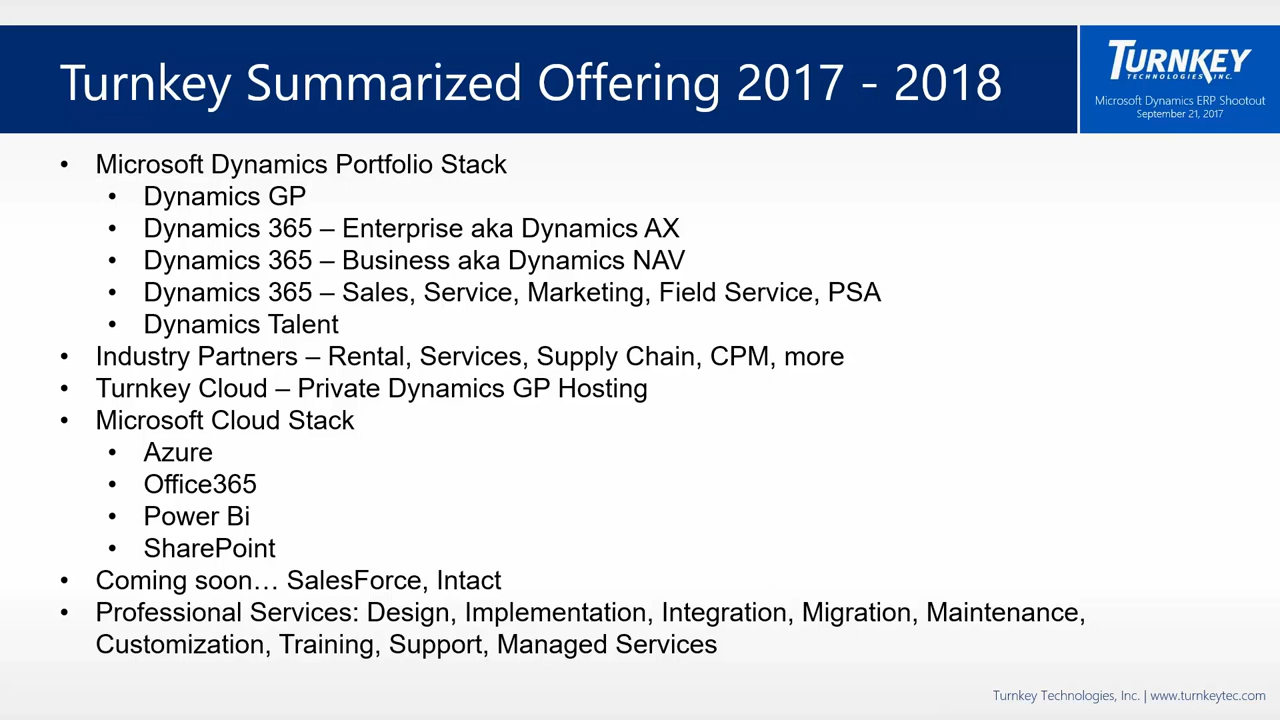 Turnkey Summarized Offering 2017 - 2018
TURNKEY
TECHNOLOGIES, INC.
Microsoft Dynamics ERP Shootout
September 21, 2017
• Microsoft Dynamics Portfolio Stack
• Dynamics GP
• Dynamics 365 – Enterprise aka Dynamics AX
• Dynamics 365 – Business aka Dynamics NAV
• Dynamics 365 – Sales, Service, Marketing, Field Service, PSA
• Dynamics Talent
• Industry Partners – Rental, Services, Supply Chain, CPM, more
• Turnkey Cloud – Private Dynamics GP Hosting
• Microsoft Cloud Stack
• Azure
• Office365
• Power Bi
• SharePoint
• Coming soon… SalesForce, Intact
• Professional Services: Design, Implementation, Integration, Migration, Maintenance,
Customization, Training, Support, Managed Services
Turnkey Technologies, Inc. | www.turnkeytec.com